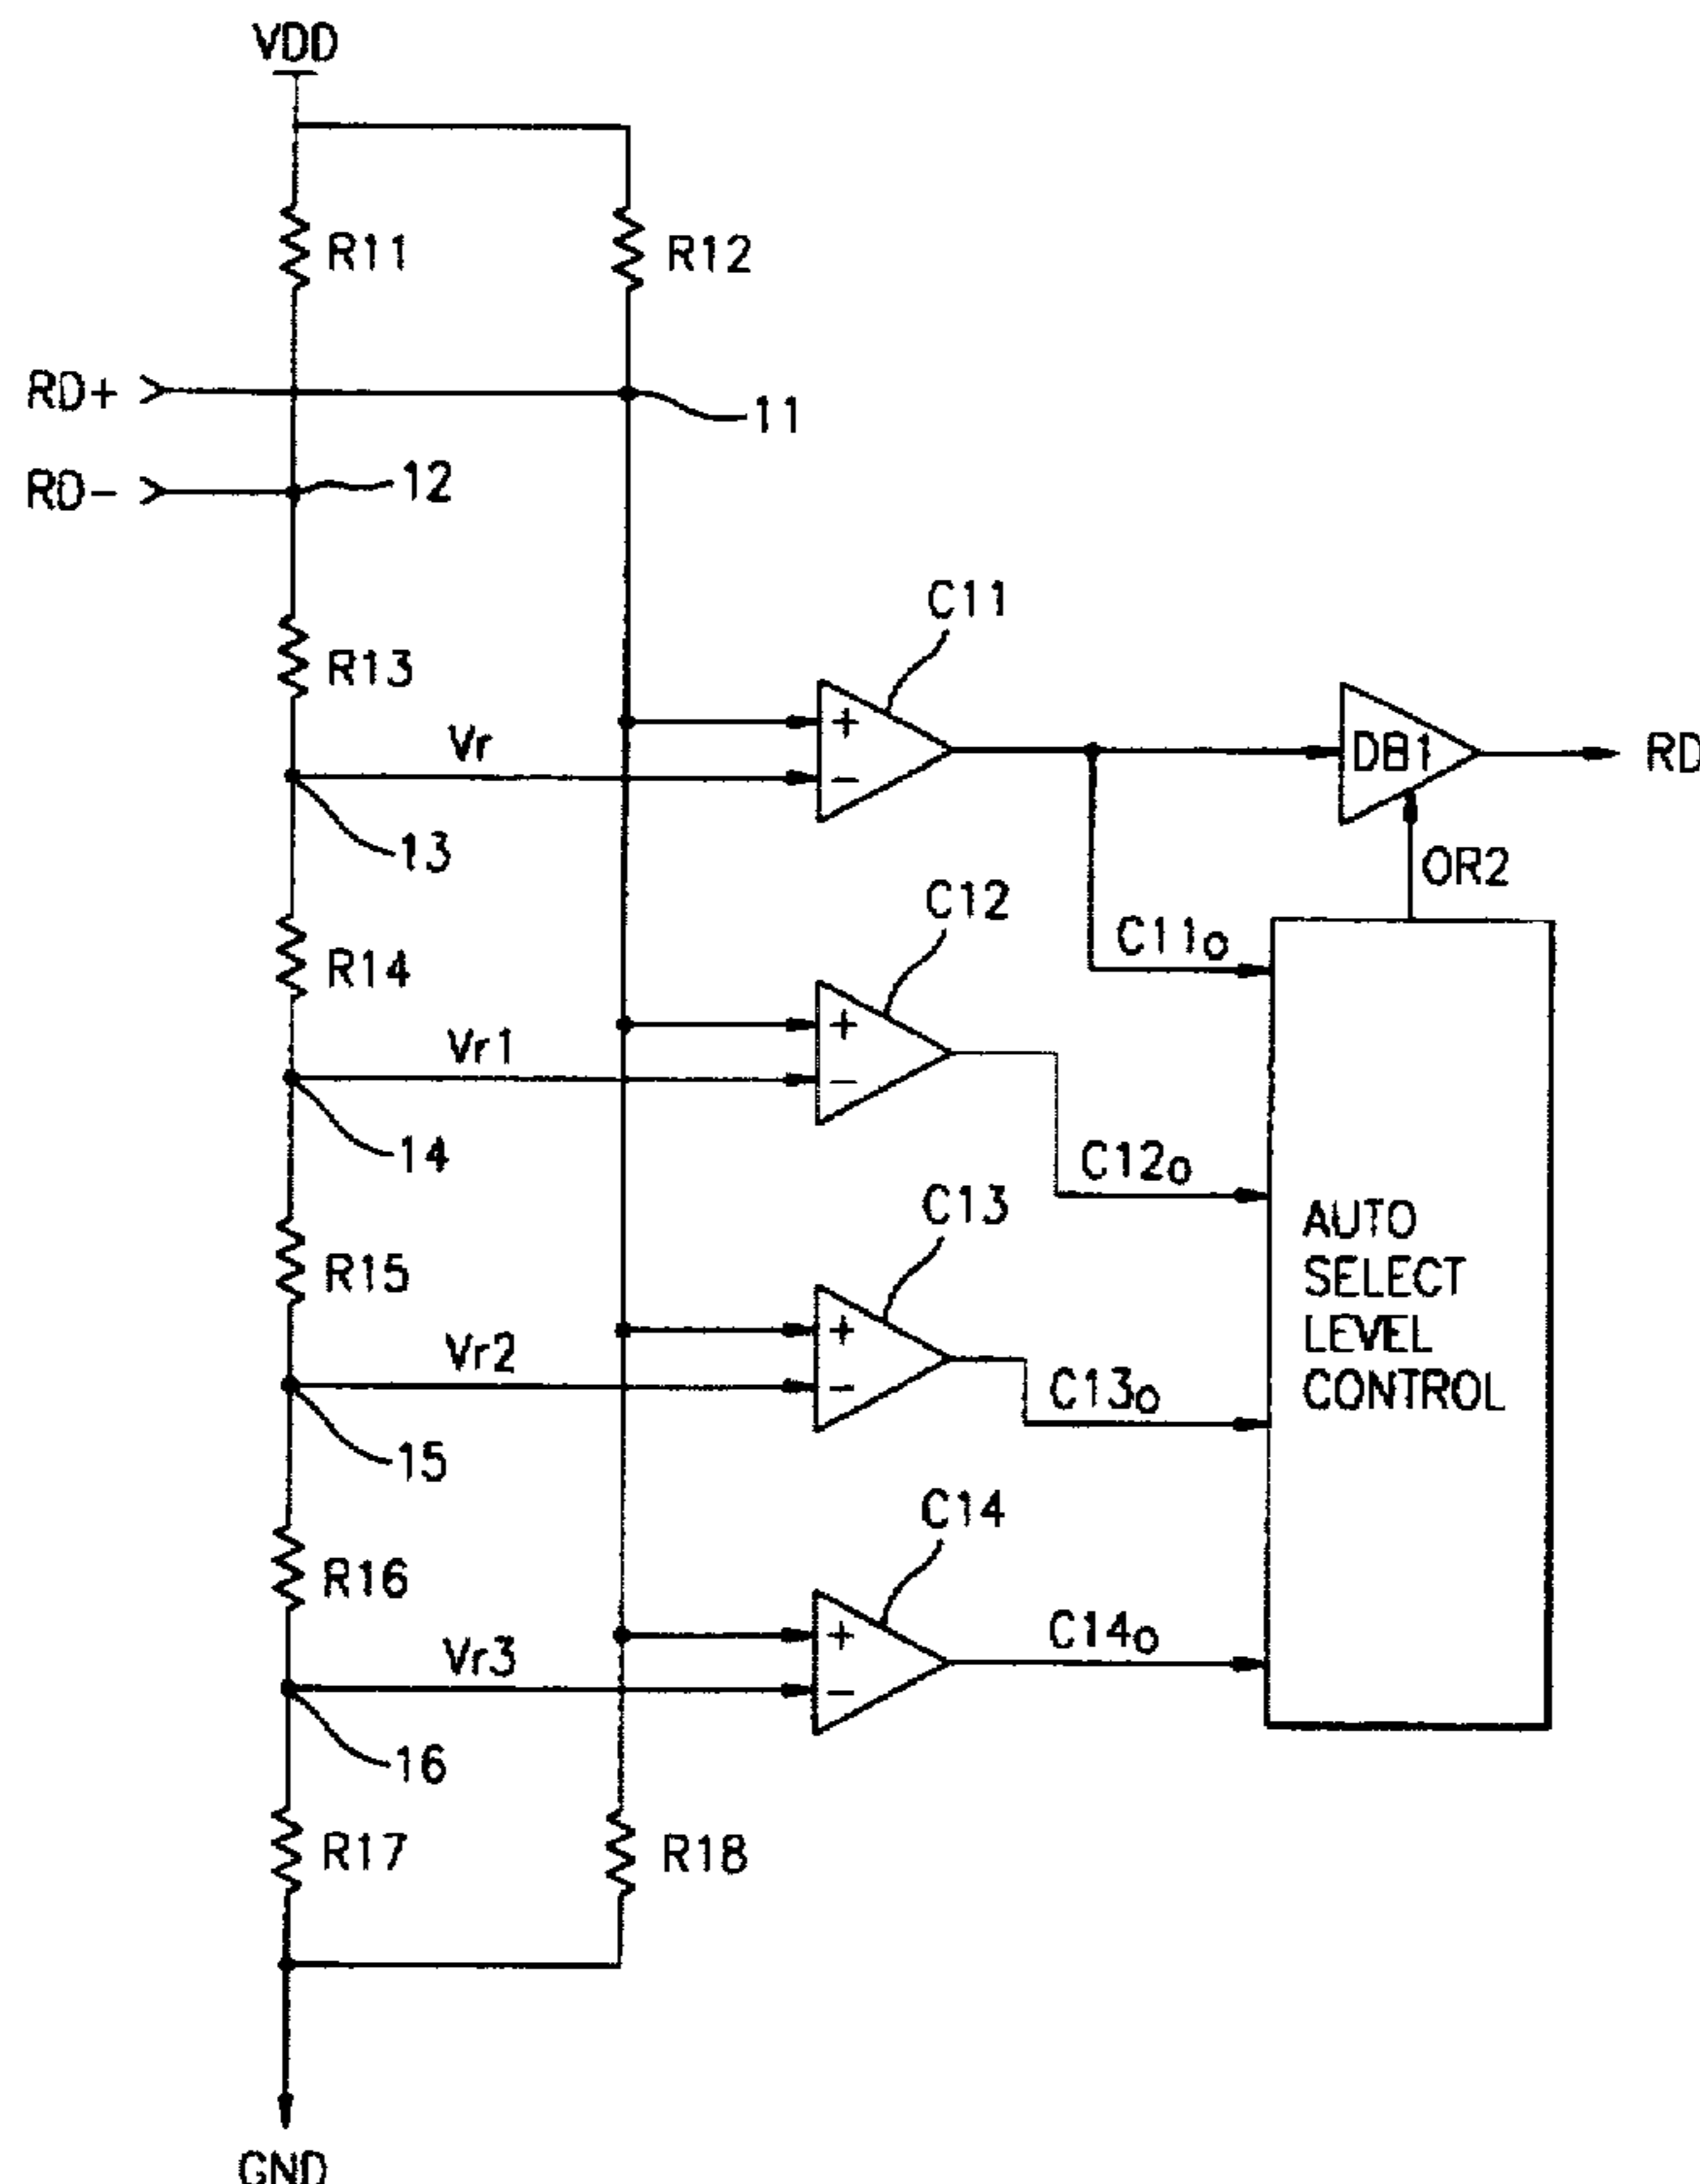 VDD
R11
R12
RD+
11
RD-
12
C11
R13
Vr
+
-
DB1
RD
13
OR2
C12
C11o
R14
Vr1
+
-
14
C12o
C13
AUTO
SELECT
LEVEL
CONTROL
R15
Vr2
+
-
C13o
15
C14
R16
Vr3
+
-
C14o
16
R17
R18
GND